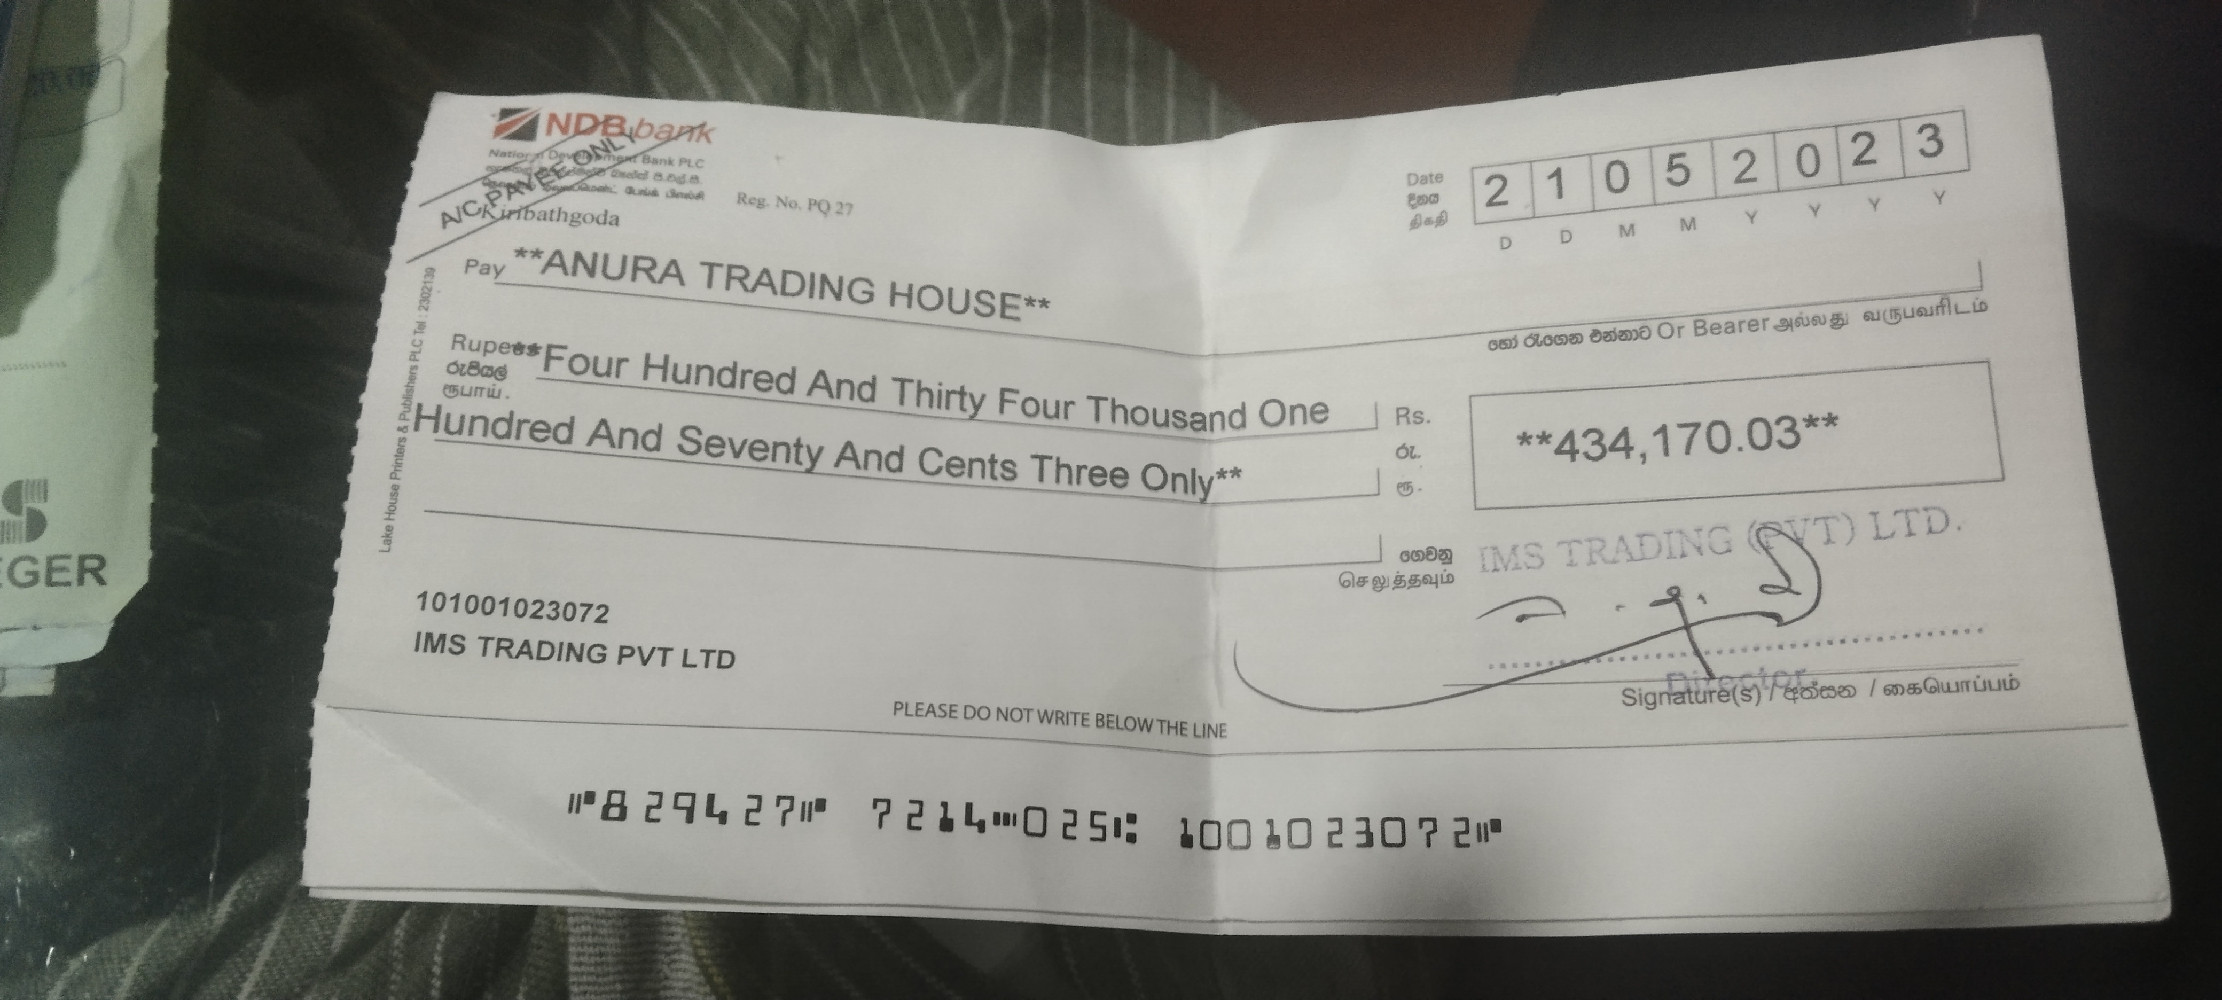 NDB bank
National Development Bank PLC
A/C PAYEE ONLY
Kiribathgoda
Reg. No. PQ 27
Date
දිනය
திகதி
2 1 0 5 2 0 2 3
D D M M Y Y Y Y
Pay **ANURA TRADING HOUSE**
හෝ රැගෙන එන්නාට Or Bearer அல்லது வருபவரிடம்
Rupees **Four Hundred And Thirty Four Thousand One
රුපියල්
ரூபாய்.
Hundred And Seventy And Cents Three Only**
Rs.
රු.
ரூ.
**434,170.03**
ගෙවනු
செலுத்தவும்
IMS TRADING (PVT) LTD.
101001023072
IMS TRADING PVT LTD
Director
Signature(s) / අත්සන / கையொப்பம்
PLEASE DO NOT WRITE BELOW THE LINE
829427 7214 025 101001023072
Lake House Printers & Publishers PLC Tel : 2302139
EGER